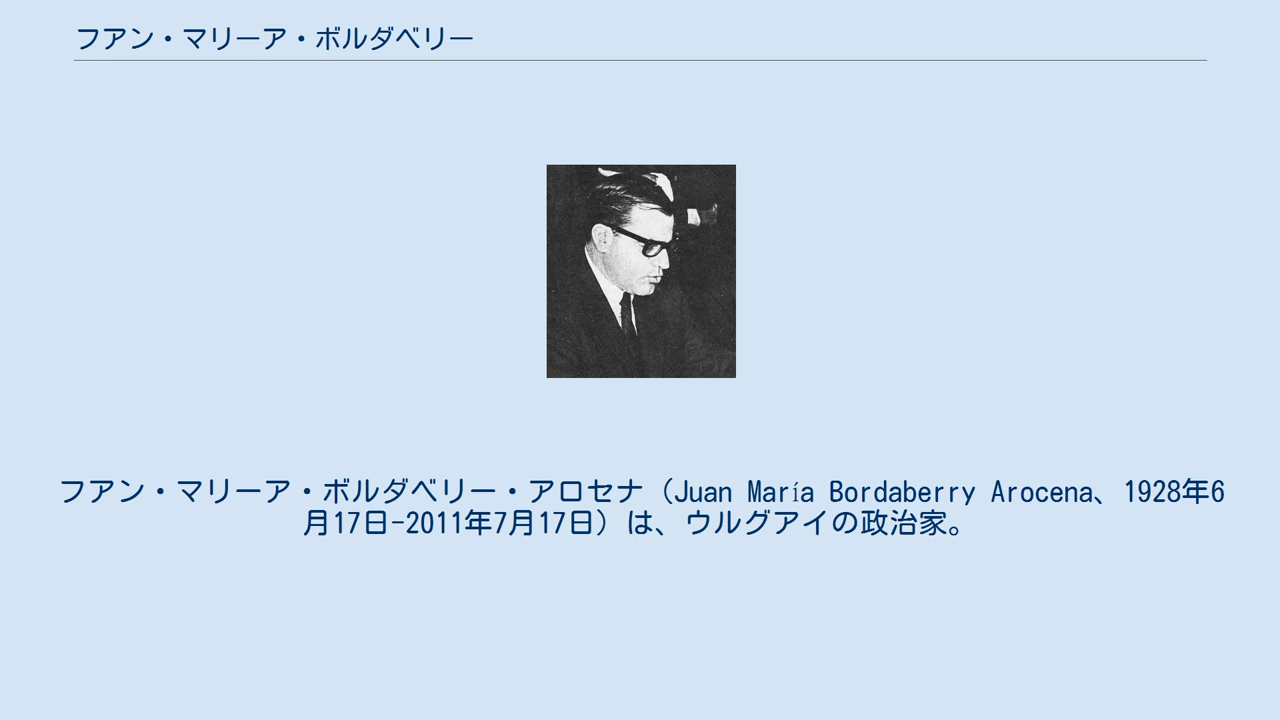 フアン・マリーア・ボルダベリー
フアン・マリーア・ボルダベリー・アロセナ（Juan María Bordaberry Arocena、1928年6
月17日-2011年7月17日）は、ウルグアイの政治家。